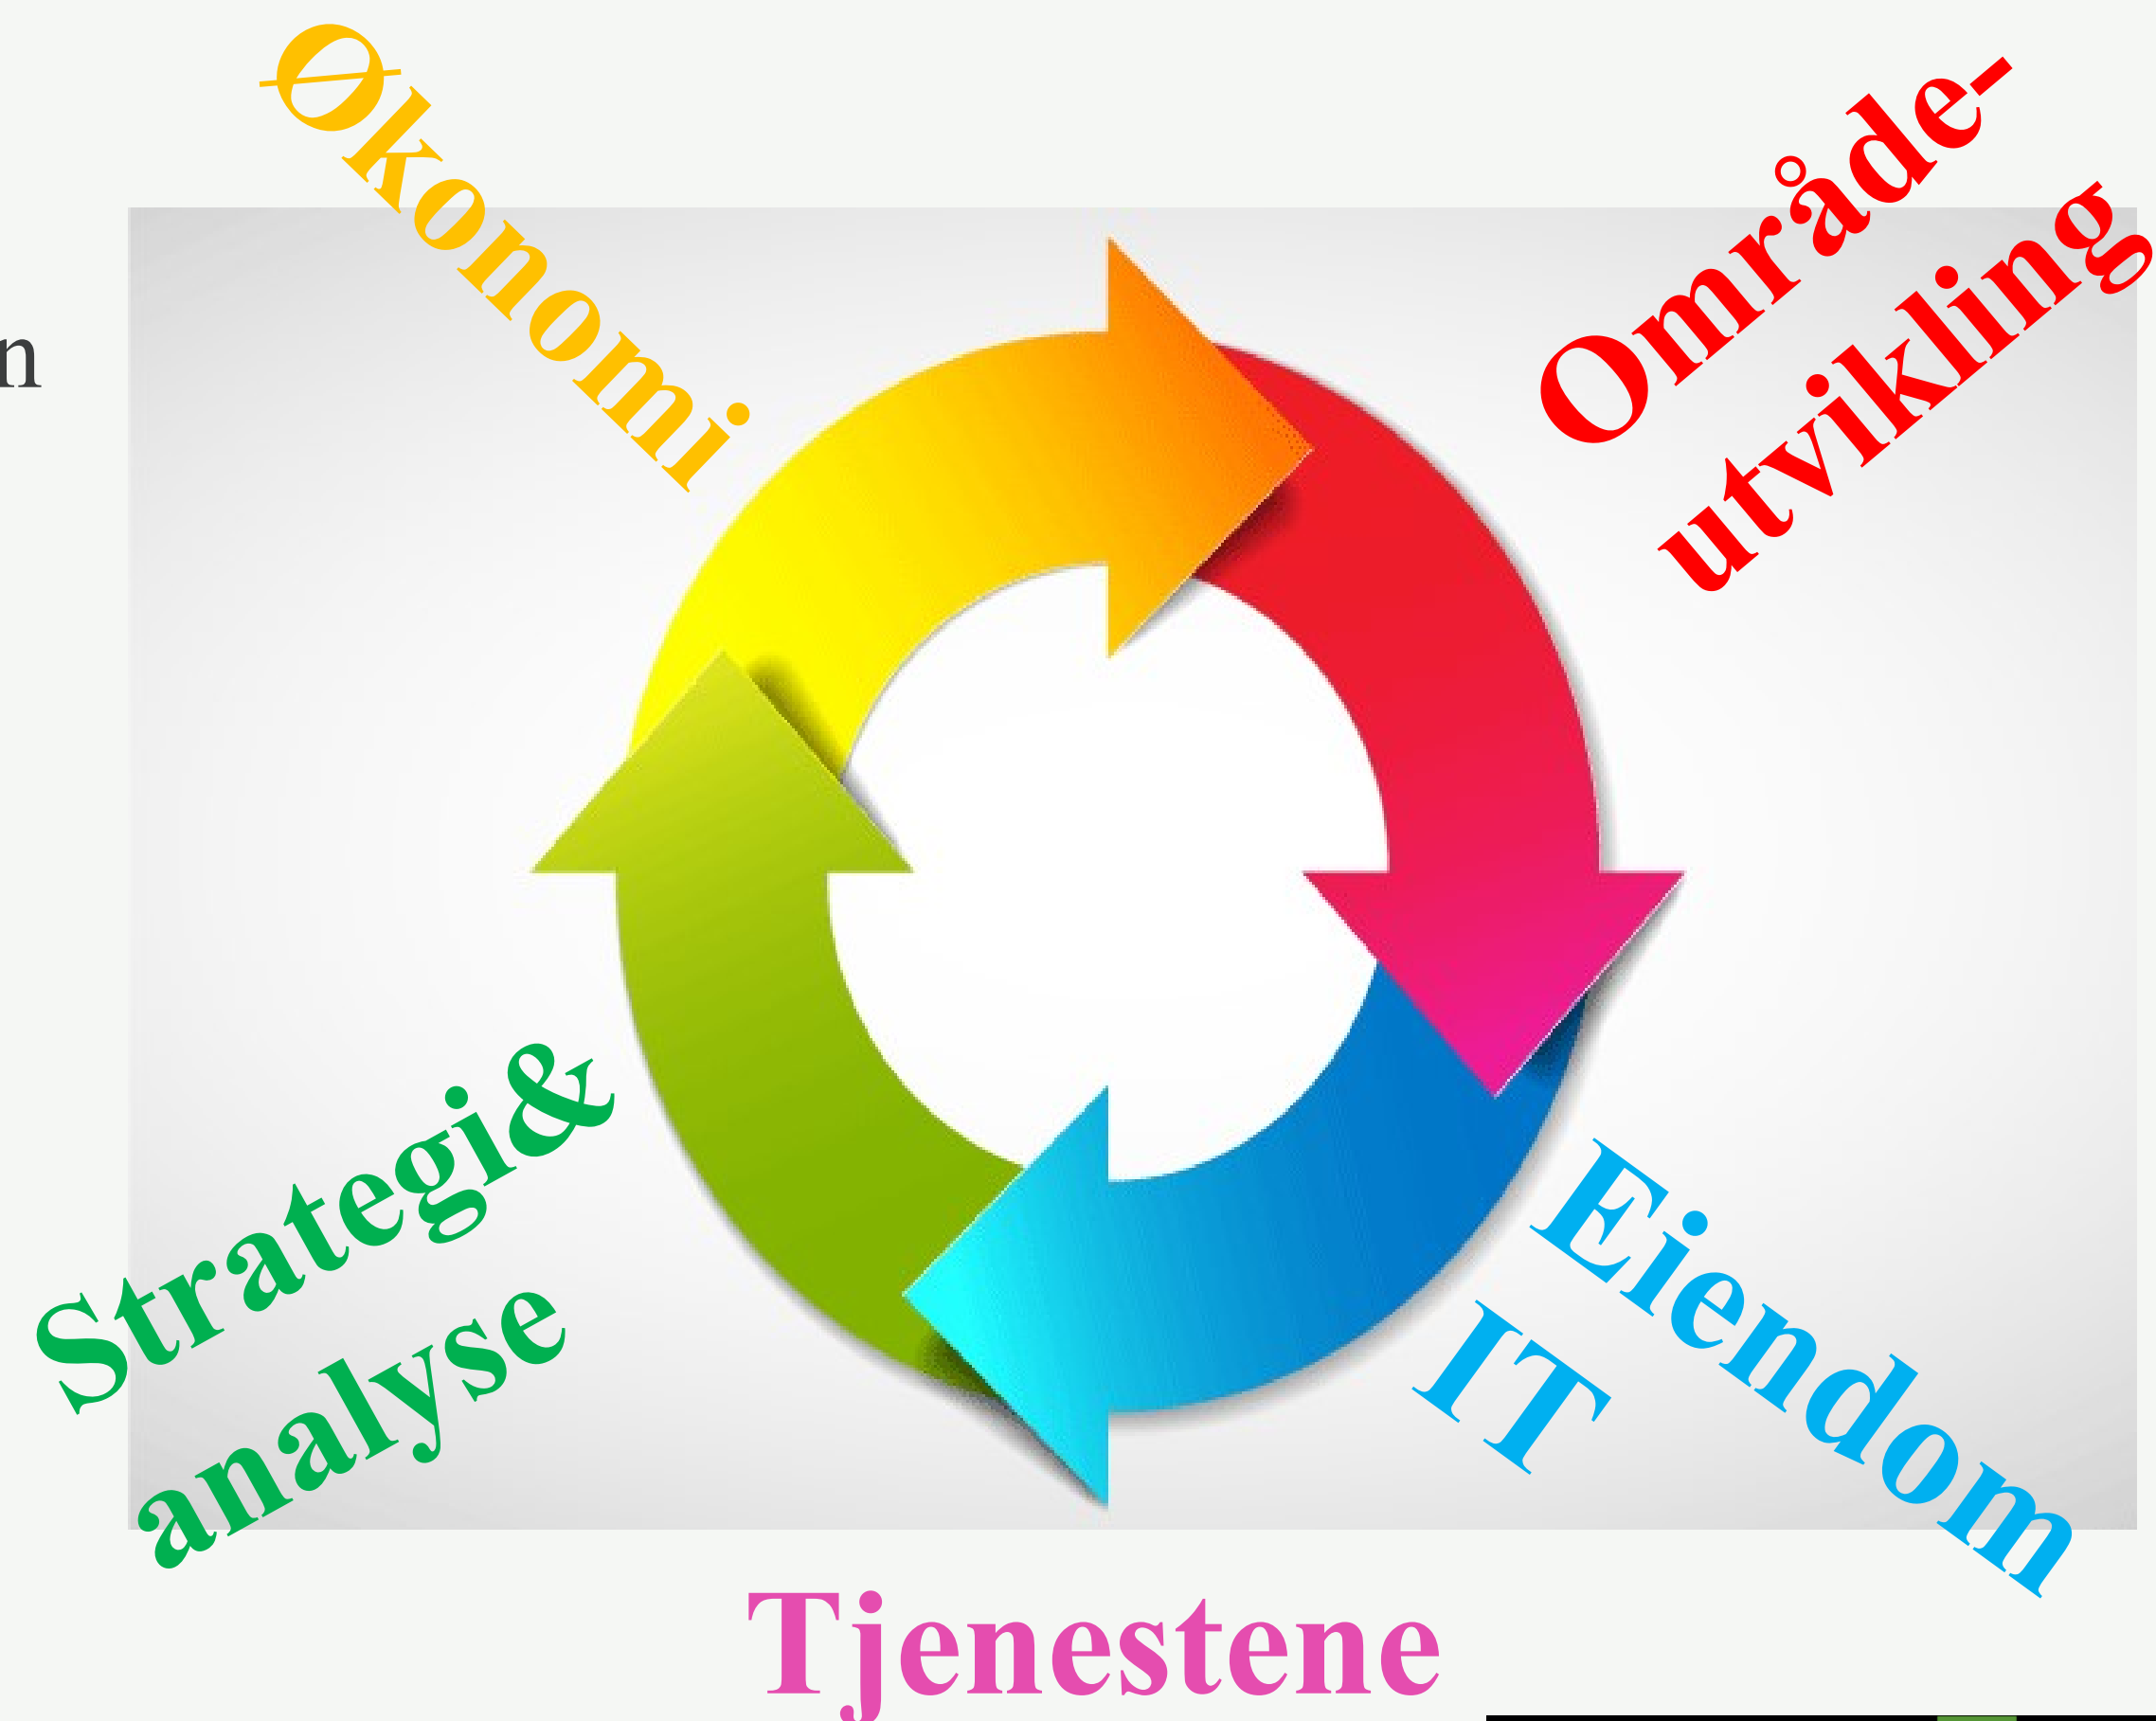 n
Økonomi
Område-
utvikling
Strategi&
analyse
Eiendom
IT
Tjenestene